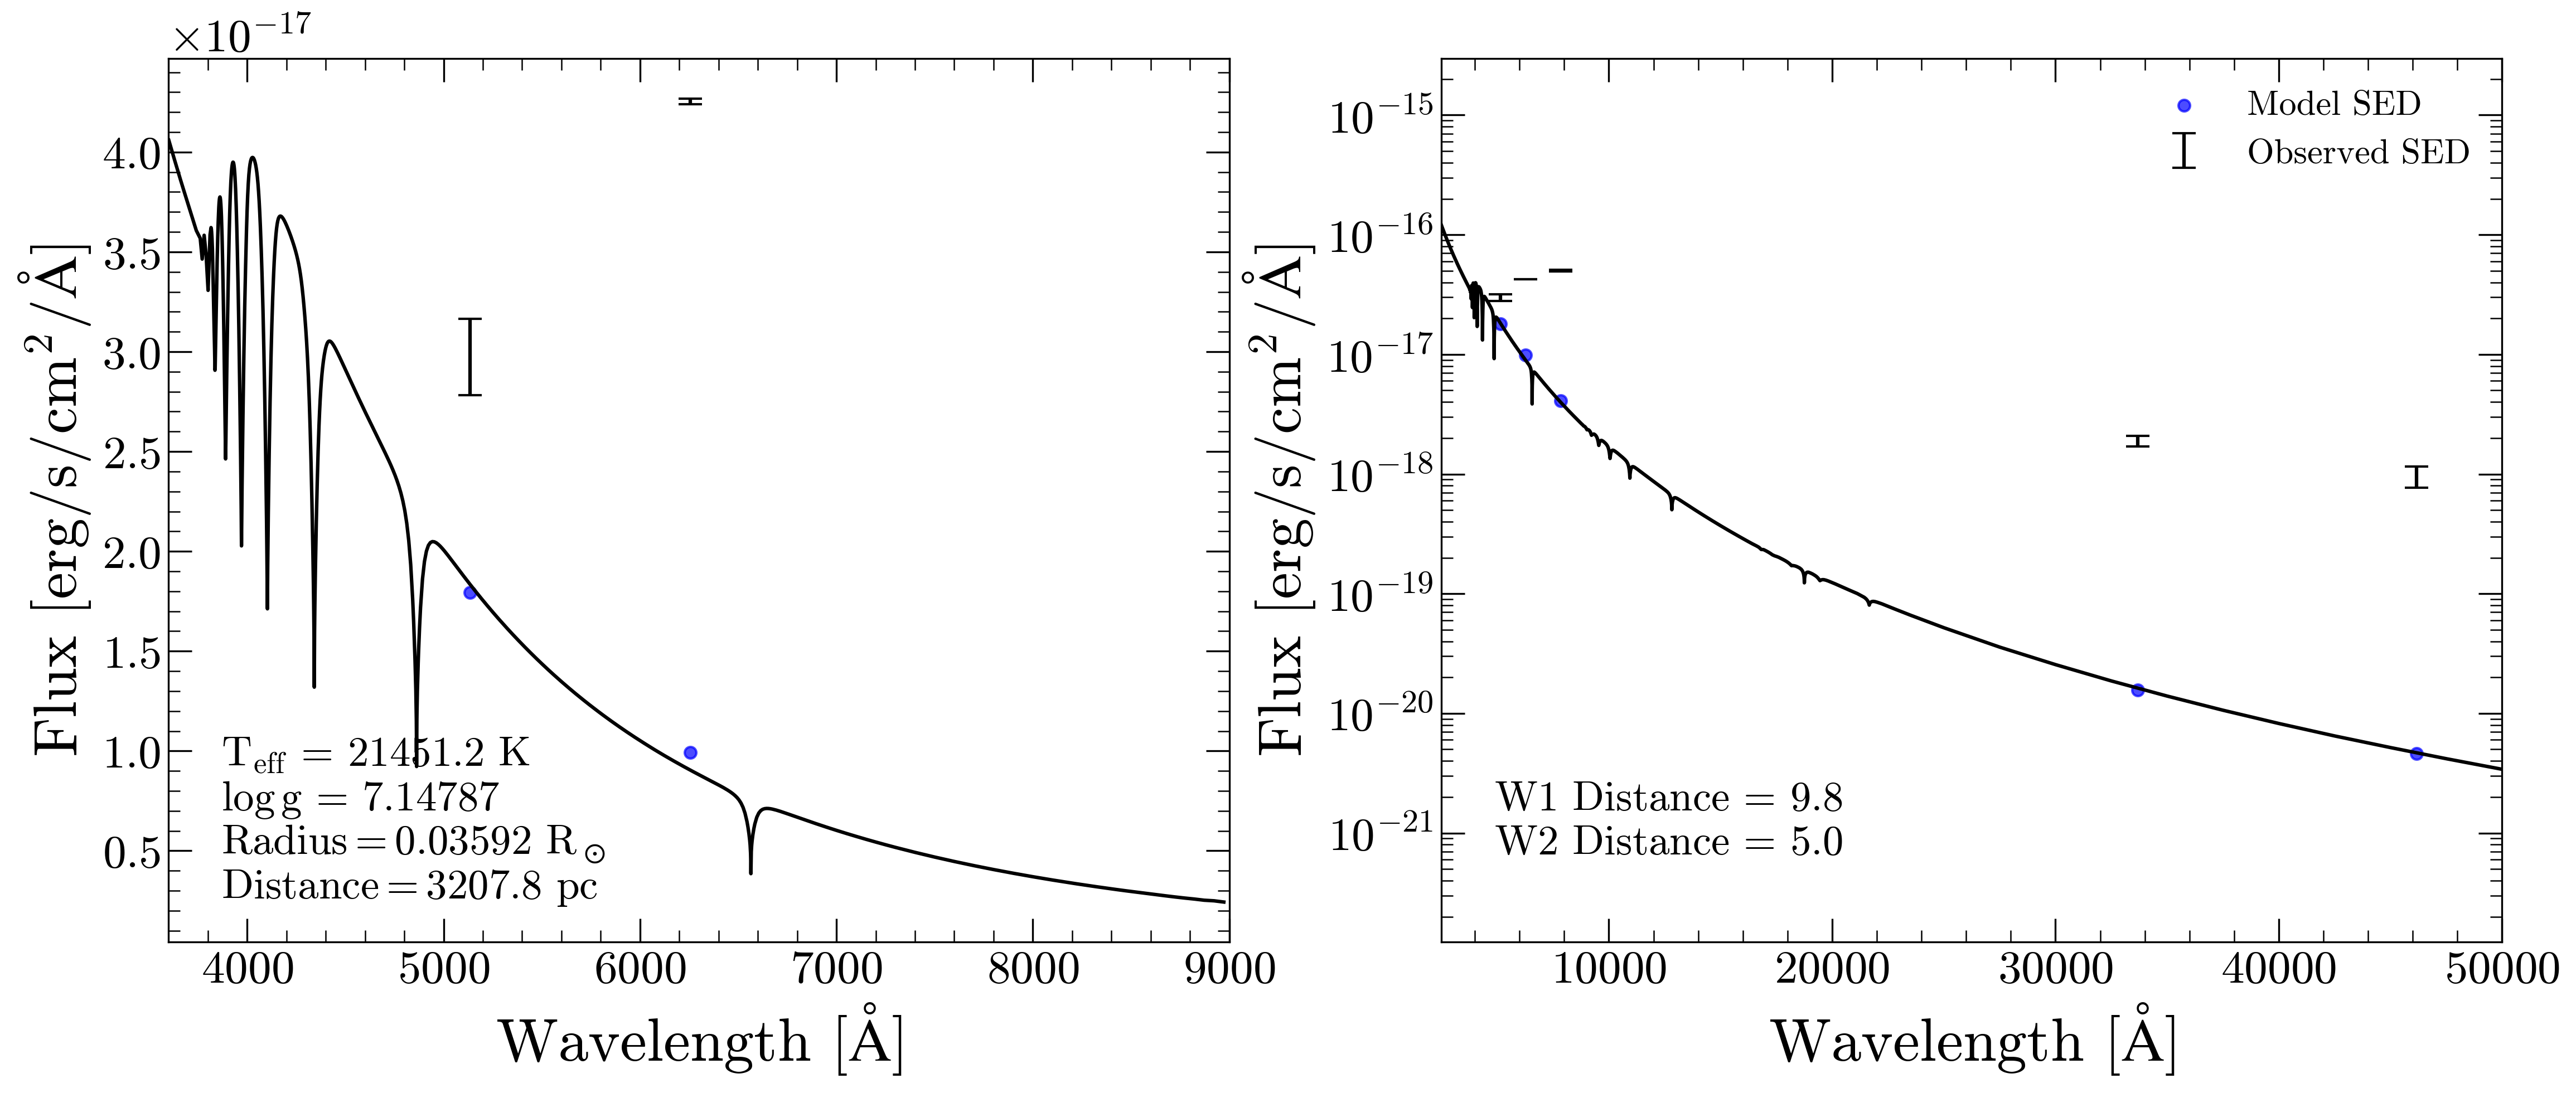 ×10⁻¹⁷
4.0
3.5
3.0
2.5
2.0
1.5
1.0
0.5
Flux [erg/s/cm²/Å]
T_eff = 21451.2 K
log g = 7.14787
Radius = 0.03592 R_⊙
Distance = 3207.8 pc
4000 5000 6000 7000 8000 9000
Wavelength [Å]
10⁻¹⁵
10⁻¹⁶
10⁻¹⁷
10⁻¹⁸
10⁻¹⁹
10⁻²⁰
10⁻²¹
Flux [erg/s/cm²/Å]
Model SED
Observed SED
W1 Distance = 9.8
W2 Distance = 5.0
10000 20000 30000 40000 50000
Wavelength [Å]